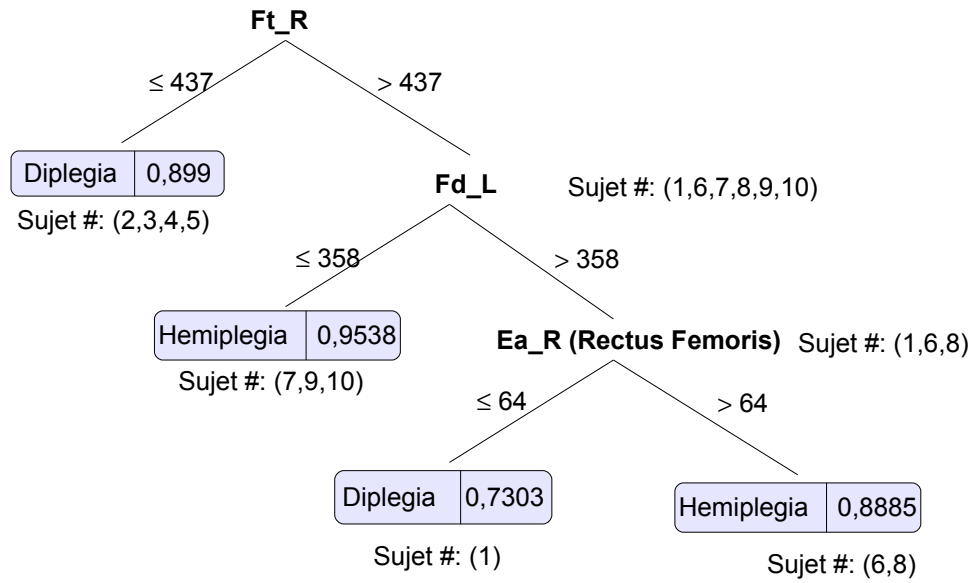 Ft_R
≤ 437
> 437
Diplegia 0,899
Sujet #: (2,3,4,5)
Fd_L
Sujet #: (1,6,7,8,9,10)
≤ 358
> 358
Hemiplegia 0,9538
Sujet #: (7,9,10)
Ea_R (Rectus Femoris)
Sujet #: (1,6,8)
≤ 64
> 64
Diplegia 0,7303
Sujet #: (1)
Hemiplegia 0,8885
Sujet #: (6,8)